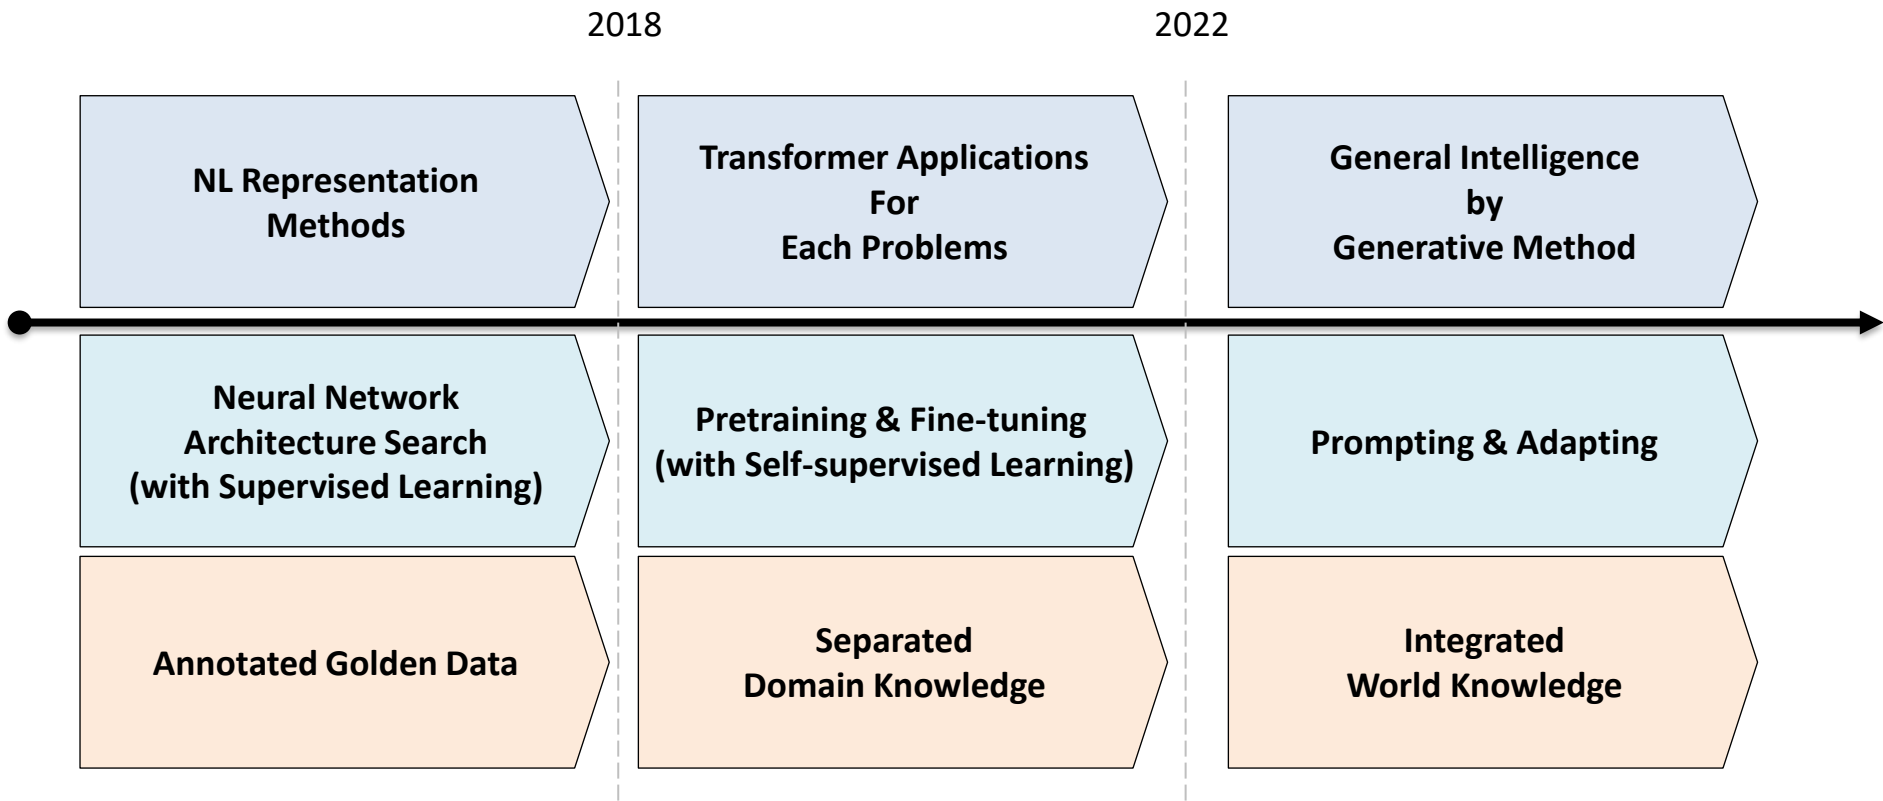 2018
2022
NL Representation
Methods
Transformer Applications
For
Each Problems
General Intelligence
by
Generative Method
Neural Network
Architecture Search
(with Supervised Learning)
Pretraining & Fine-tuning
(with Self-supervised Learning)
Prompting & Adapting
Annotated Golden Data
Separated
Domain Knowledge
Integrated
World Knowledge